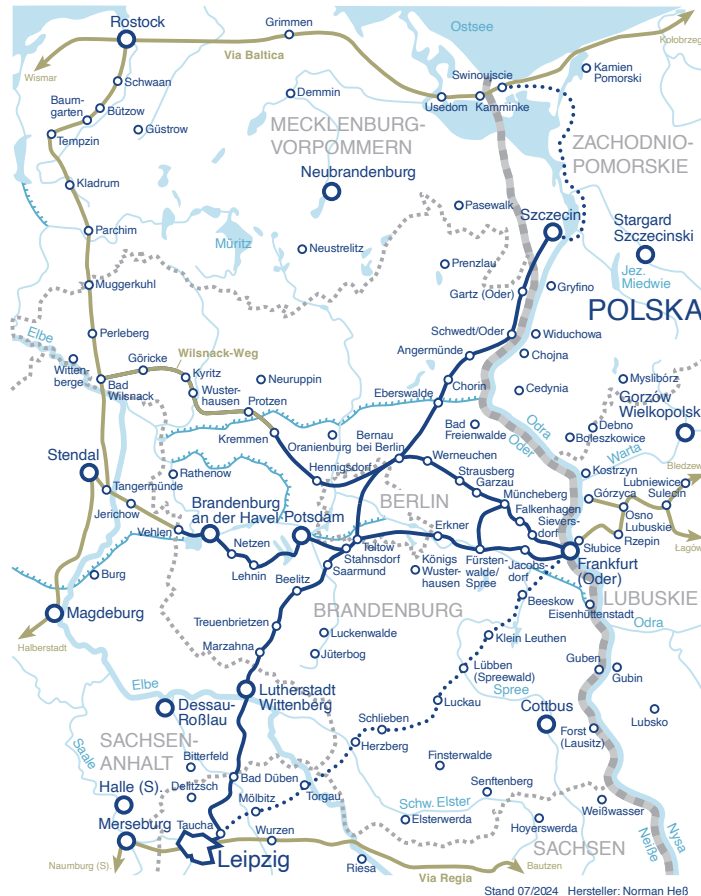 Rostock
Grimmen
Ostsee
Kołobrzeg
Via Baltica
Wismar
Swinoujscie
Kamien
Pomorski
Schwaan
Baum-
garten
Bützow
Demmin
Usedom
Kamminke
Tempzin
Güstrow
MECKLENBURG-
VORPOMMERN
ZACHODNIO-
POMORSKIE
Neubrandenburg
Kladrum
Pasewalk
Szczecin
Stargard
Szczecinski
Parchim
Müritz
Neustrelitz
Prenzlau
Jez.
Miedwie
Muggerkuhl
Gartz (Oder)
Gryfino
POLSKA
Elbe
Perleberg
Schwedt/Oder
Widuchowa
Witten-
berge
Göricke
Wilsnack-Weg
Angermünde
Chojna
Bad
Wilsnack
Kyritz
Wuster-
hausen
Neuruppin
Chorin
Cedynia
Myslibórz
Protzen
Eberswalde
Gorzów
Wielkopolsk
Kremmen
Oranienburg
Bernau
bei Berlin
Bad
Freienwalde
Odra
Oder
Debno
Boleszkowice
Warta
Stendal
Hennigsdorf
Werneuchen
Kostrzyn
Bledzew
Rathenow
Strausberg
Garzau
Lubniewice
Sulecin
Tangermünde
BERLIN
Müncheberg
Górzyca
Jerichow
Brandenburg
an der Havel
Potsdam
Falkenhagen
Osno
Lubuskie
Vehlen
Erkner
Sievers-
dorf
Słubice
Rzepin
Łagów
Netzen
Teltow
Stahnsdorf
Saarmund
Lehnin
Königs
Wuster-
hausen
Fürsten-
walde/
Spree
Jacobs-
dorf
Frankfurt
(Oder)
Burg
Beelitz
Beeskow
LUBUSKIE
Eisenhüttenstadt
Magdeburg
BRANDENBURG
Odra
Halberstadt
Treuenbrietzen
Luckenwalde
Klein Leuthen
Marzahna
Jüterbog
Guben
Gubin
Lübben
(Spreewald)
Elbe
Lutherstadt
Wittenberg
Spree
Dessau-
Roßlau
Luckau
Cottbus
Lubsko
Schlieben
Forst
(Lausitz)
SACHSEN-
ANHALT
Saale
Herzberg
Bitterfeld
Finsterwalde
Bad Düben
Halle (S.)
Delitzsch
Torgau
Senftenberg
Mölbitz
Schw. Elster
Weißwasser
Merseburg
Taucha
Elsterwerda
Hoyerswerda
Wurzen
SACHSEN
Neiße
Nysa
Leipzig
Naumburg (S.)
Riesa
Via Regia
Bautzen
Stand 07/2024 Hersteller: Norman Heß